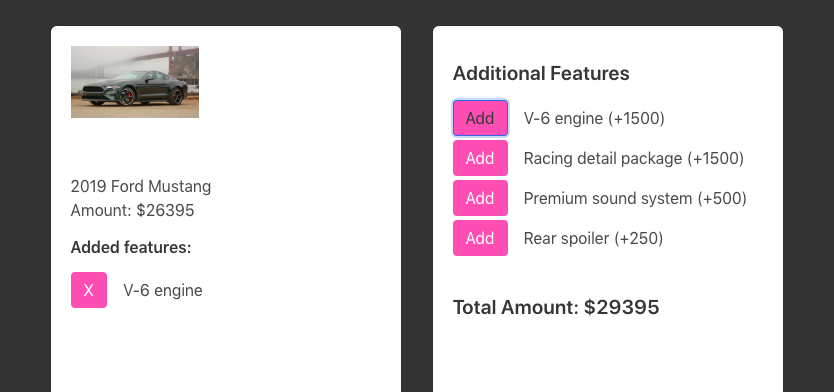 2019 Ford Mustang
Amount: $26395
Added features:
X V-6 engine
Additional Features
Add V-6 engine (+1500)
Add Racing detail package (+1500)
Add Premium sound system (+500)
Add Rear spoiler (+250)
Total Amount: $29395